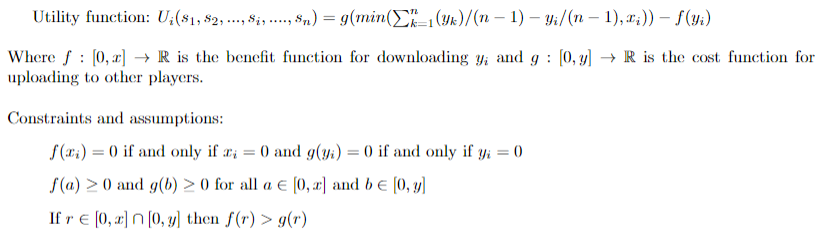 Utility function: U_i(s_1, s_2, ..., s_i, ...., s_n) = g(min(∑_{k=1}^{n}(y_k)/(n − 1) − y_i/(n − 1), x_i)) − f(y_i)
Where f : [0, x] → ℝ is the benefit function for downloading y_i and g : [0, y] → ℝ is the cost function for
uploading to other players.
Constraints and assumptions:
f(x_i) = 0 if and only if x_i = 0 and g(y_i) = 0 if and only if y_i = 0
f(a) ≥ 0 and g(b) ≥ 0 for all a ∈ [0, x] and b ∈ [0, y]
If r ∈ [0, x] ∩ [0, y] then f(r) > g(r)